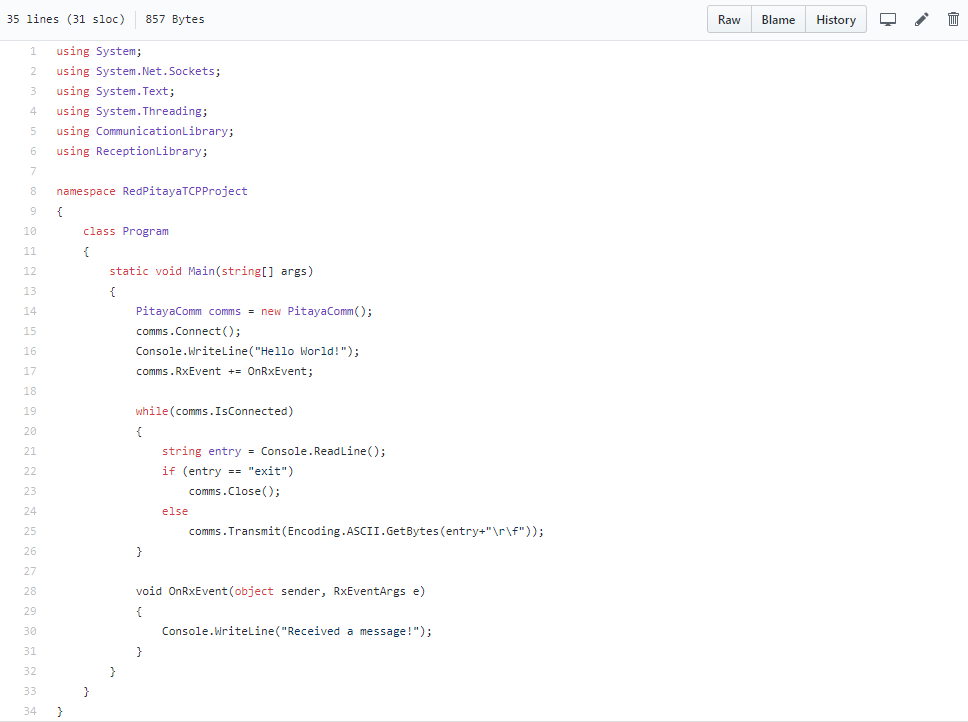 35 lines (31 sloc) 857 Bytes Raw Blame History
1 using System;
2 using System.Net.Sockets;
3 using System.Text;
4 using System.Threading;
5 using CommunicationLibrary;
6 using ReceptionLibrary;
7
8 namespace RedPitayaTCPProject
9 {
10     class Program
11     {
12         static void Main(string[] args)
13         {
14             PitayaComm comms = new PitayaComm();
15             comms.Connect();
16             Console.WriteLine("Hello World!");
17             comms.RxEvent += OnRxEvent;
18
19             while(comms.IsConnected)
20             {
21                 string entry = Console.ReadLine();
22                 if (entry == "exit")
23                     comms.Close();
24                 else
25                     comms.Transmit(Encoding.ASCII.GetBytes(entry+"\r\f"));
26             }
27
28             void OnRxEvent(object sender, RxEventArgs e)
29             {
30                 Console.WriteLine("Received a message!");
31             }
32         }
33     }
34 }